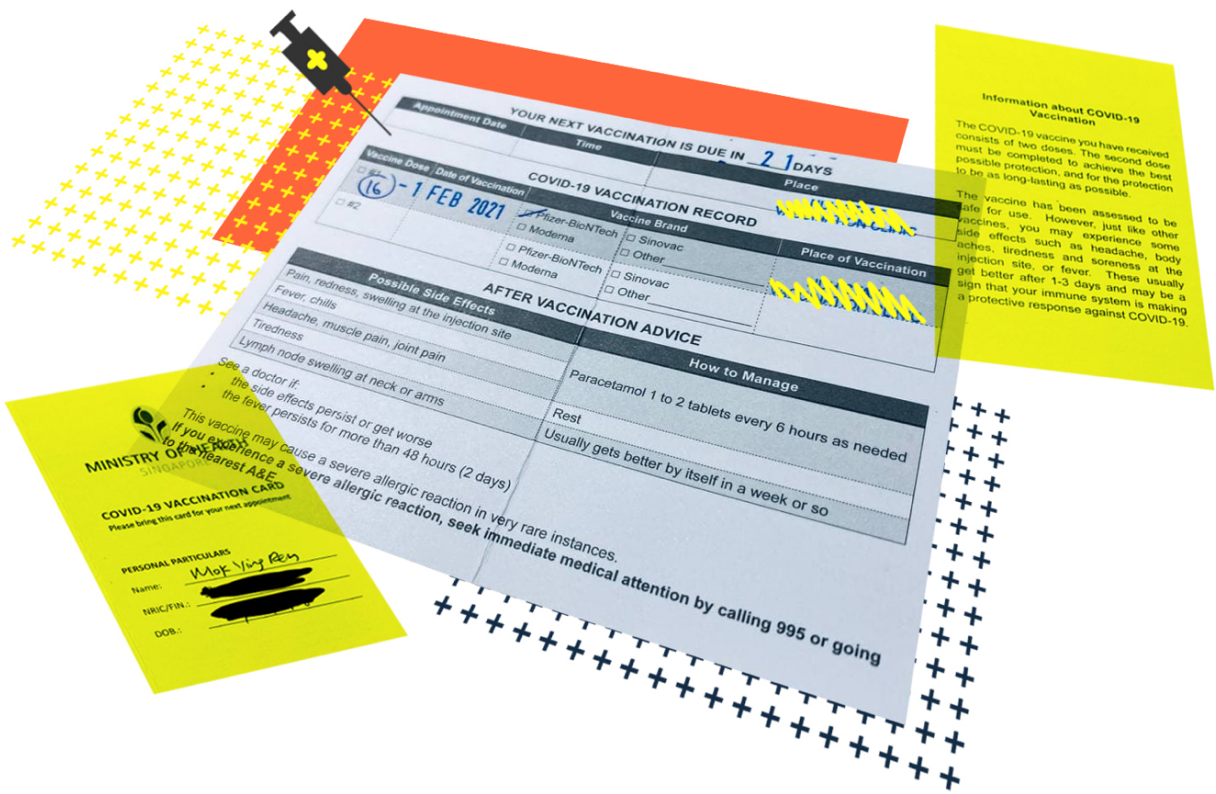 YOUR NEXT VACCINATION IS DUE IN 21 DAYS
Appointment Date Time Place
COVID-19 VACCINATION RECORD
Vaccine Dose Date of Vaccination Vaccine Brand Place of Vaccination
16 - 1 FEB 2021 Pfizer-BioNTech Sinovac
Moderna Other
#2 Pfizer-BioNTech Sinovac
Moderna Other
AFTER VACCINATION ADVICE
Possible Side Effects How to Manage
Pain, redness, swelling at the injection site
Fever, chills
Headache, muscle pain, joint pain
Tiredness
Lymph node swelling at neck or arms
Paracetamol 1 to 2 tablets every 6 hours as needed
Rest
Usually gets better by itself in a week or so
See a doctor if:
the side effects persist or get worse
the fever persists for more than 48 hours (2 days)
This vaccine may cause a severe allergic reaction in very rare instances.
If you experience a severe allergic reaction, seek immediate medical attention by calling 995 or going
to the nearest A&E
Information about COVID-19
Vaccination
The COVID-19 vaccine you have received
consists of two doses. The second dose
must be completed to achieve the best
possible protection, and for the protection
to be as long-lasting as possible.
The vaccine has been assessed to be
safe for use. However, just like other
vaccines, you may experience some
side effects such as headache, body
aches, tiredness and soreness at the
injection site, or fever. These usually
get better after 1-3 days and may be a
sign that your immune system is making
a protective response against COVID-19.
MINISTRY OF HEALTH
SINGAPORE
COVID-19 VACCINATION CARD
Please bring this card for your next appointment
PERSONAL PARTICULARS
Name: Mok Ying Ren
NRIC/FIN.:
DOB.: